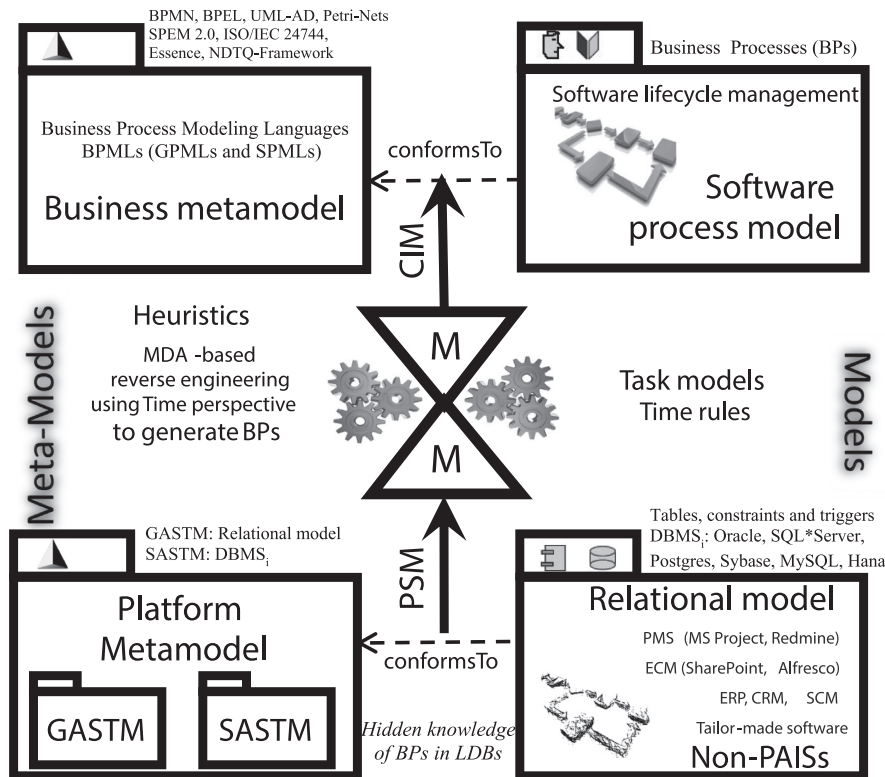 BPMN, BPEL, UML-AD, Petri-Nets
SPEM 2.0, ISO/IEC 24744,
Essence, NDTQ-Framework
Business Process Modeling Languages
BPMLs (GPMLs and SPMLs)
Business metamodel
conformsTo
Business Processes (BPs)
Software lifecycle management
Software
process model
CIM
Meta-Models
Heuristics
MDA -based
reverse engineering
using Time perspective
to generate BPs
M
M
Task models
Time rules
Models
PSM
GASTM: Relational model
SASTM: DBMSi
Platform
Metamodel
GASTM
SASTM
conformsTo
Hidden knowledge
of BPs in LDBs
Tables, constraints and triggers
DBMSi: Oracle, SQL*Server,
Postgres, Sybase, MySQL, Hana
Relational model
PMS (MS Project, Redmine)
ECM (SharePoint, Alfresco)
ERP, CRM, SCM
Tailor-made software
Non-PAISs